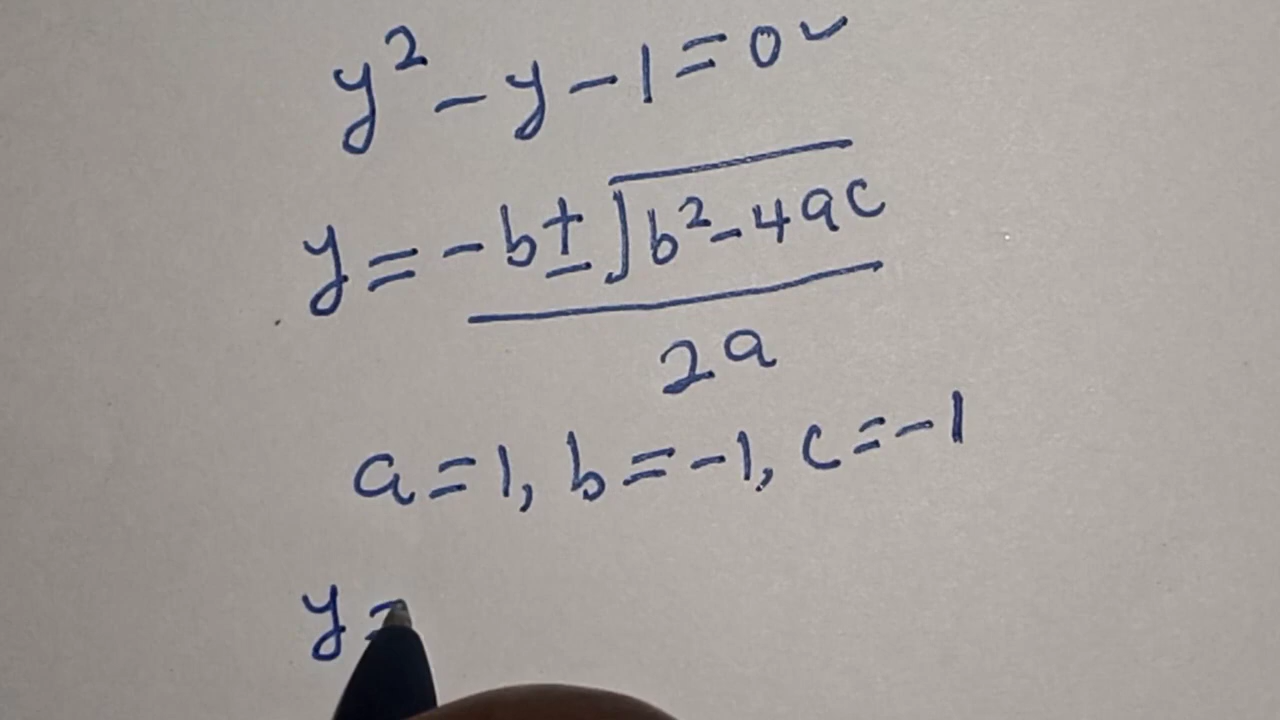 y² - y - 1 = 0
y = -b ± √b² - 4ac / 2a
a = 1, b = -1, c = -1
y =